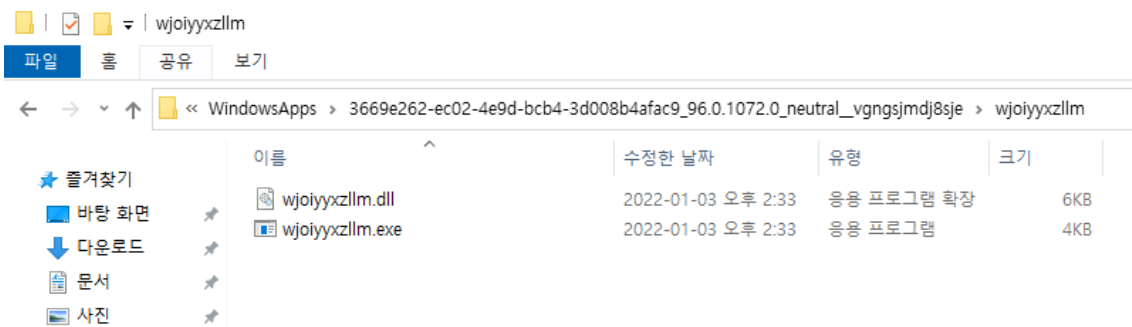 wjoiyyxzllm
파일 홈 공유 보기
« WindowsApps › 3669e262-ec02-4e9d-bcb4-3d008b4afac9_96.0.1072.0_neutral__vgngsjmdj8sje › wjoiyyxzllm
이름 수정한 날짜 유형 크기
즐겨찾기
바탕 화면
다운로드
문서
사진
wjoiyyxzllm.dll 2022-01-03 오후 2:33 응용 프로그램 확장 6KB
wjoiyyxzllm.exe 2022-01-03 오후 2:33 응용 프로그램 4KB